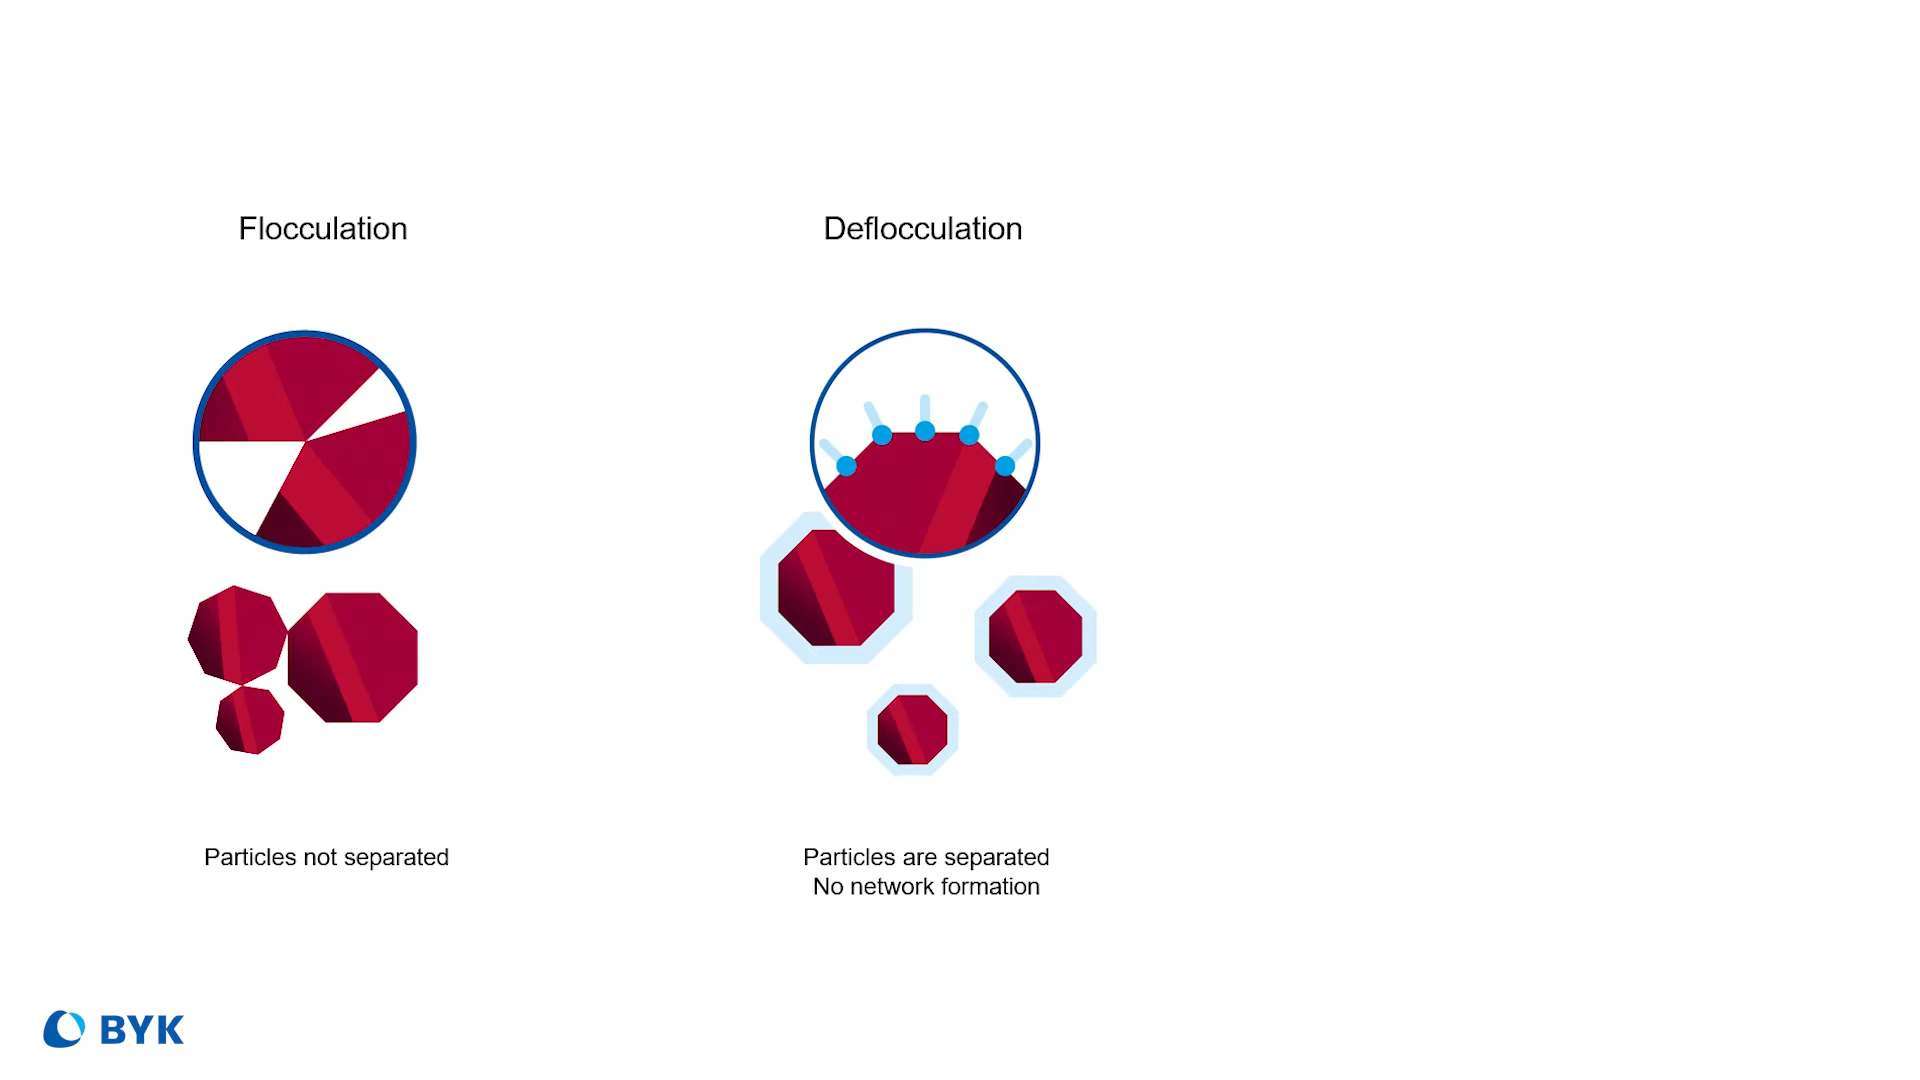 Flocculation
Deflocculation
Particles not separated
Particles are separated
No network formation
BYK